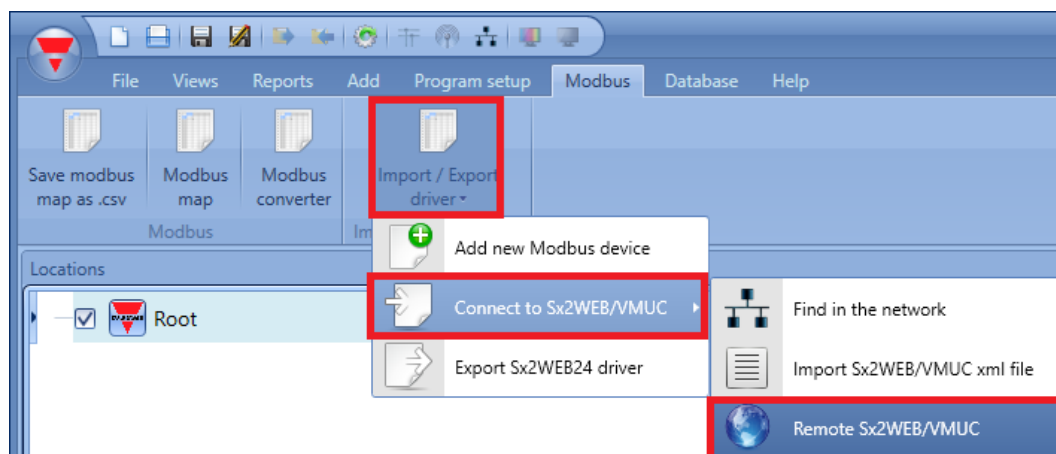 File Views Reports Add Program setup Modbus Database Help
Save modbus map as .csv
Modbus map
Modbus converter
Import / Export driver
Modbus
Im
Add new Modbus device
Locations
Connect to Sx2WEB/VMUC
Find in the network
Root
Export Sx2WEB24 driver
Import Sx2WEB/VMUC xml file
Remote Sx2WEB/VMUC